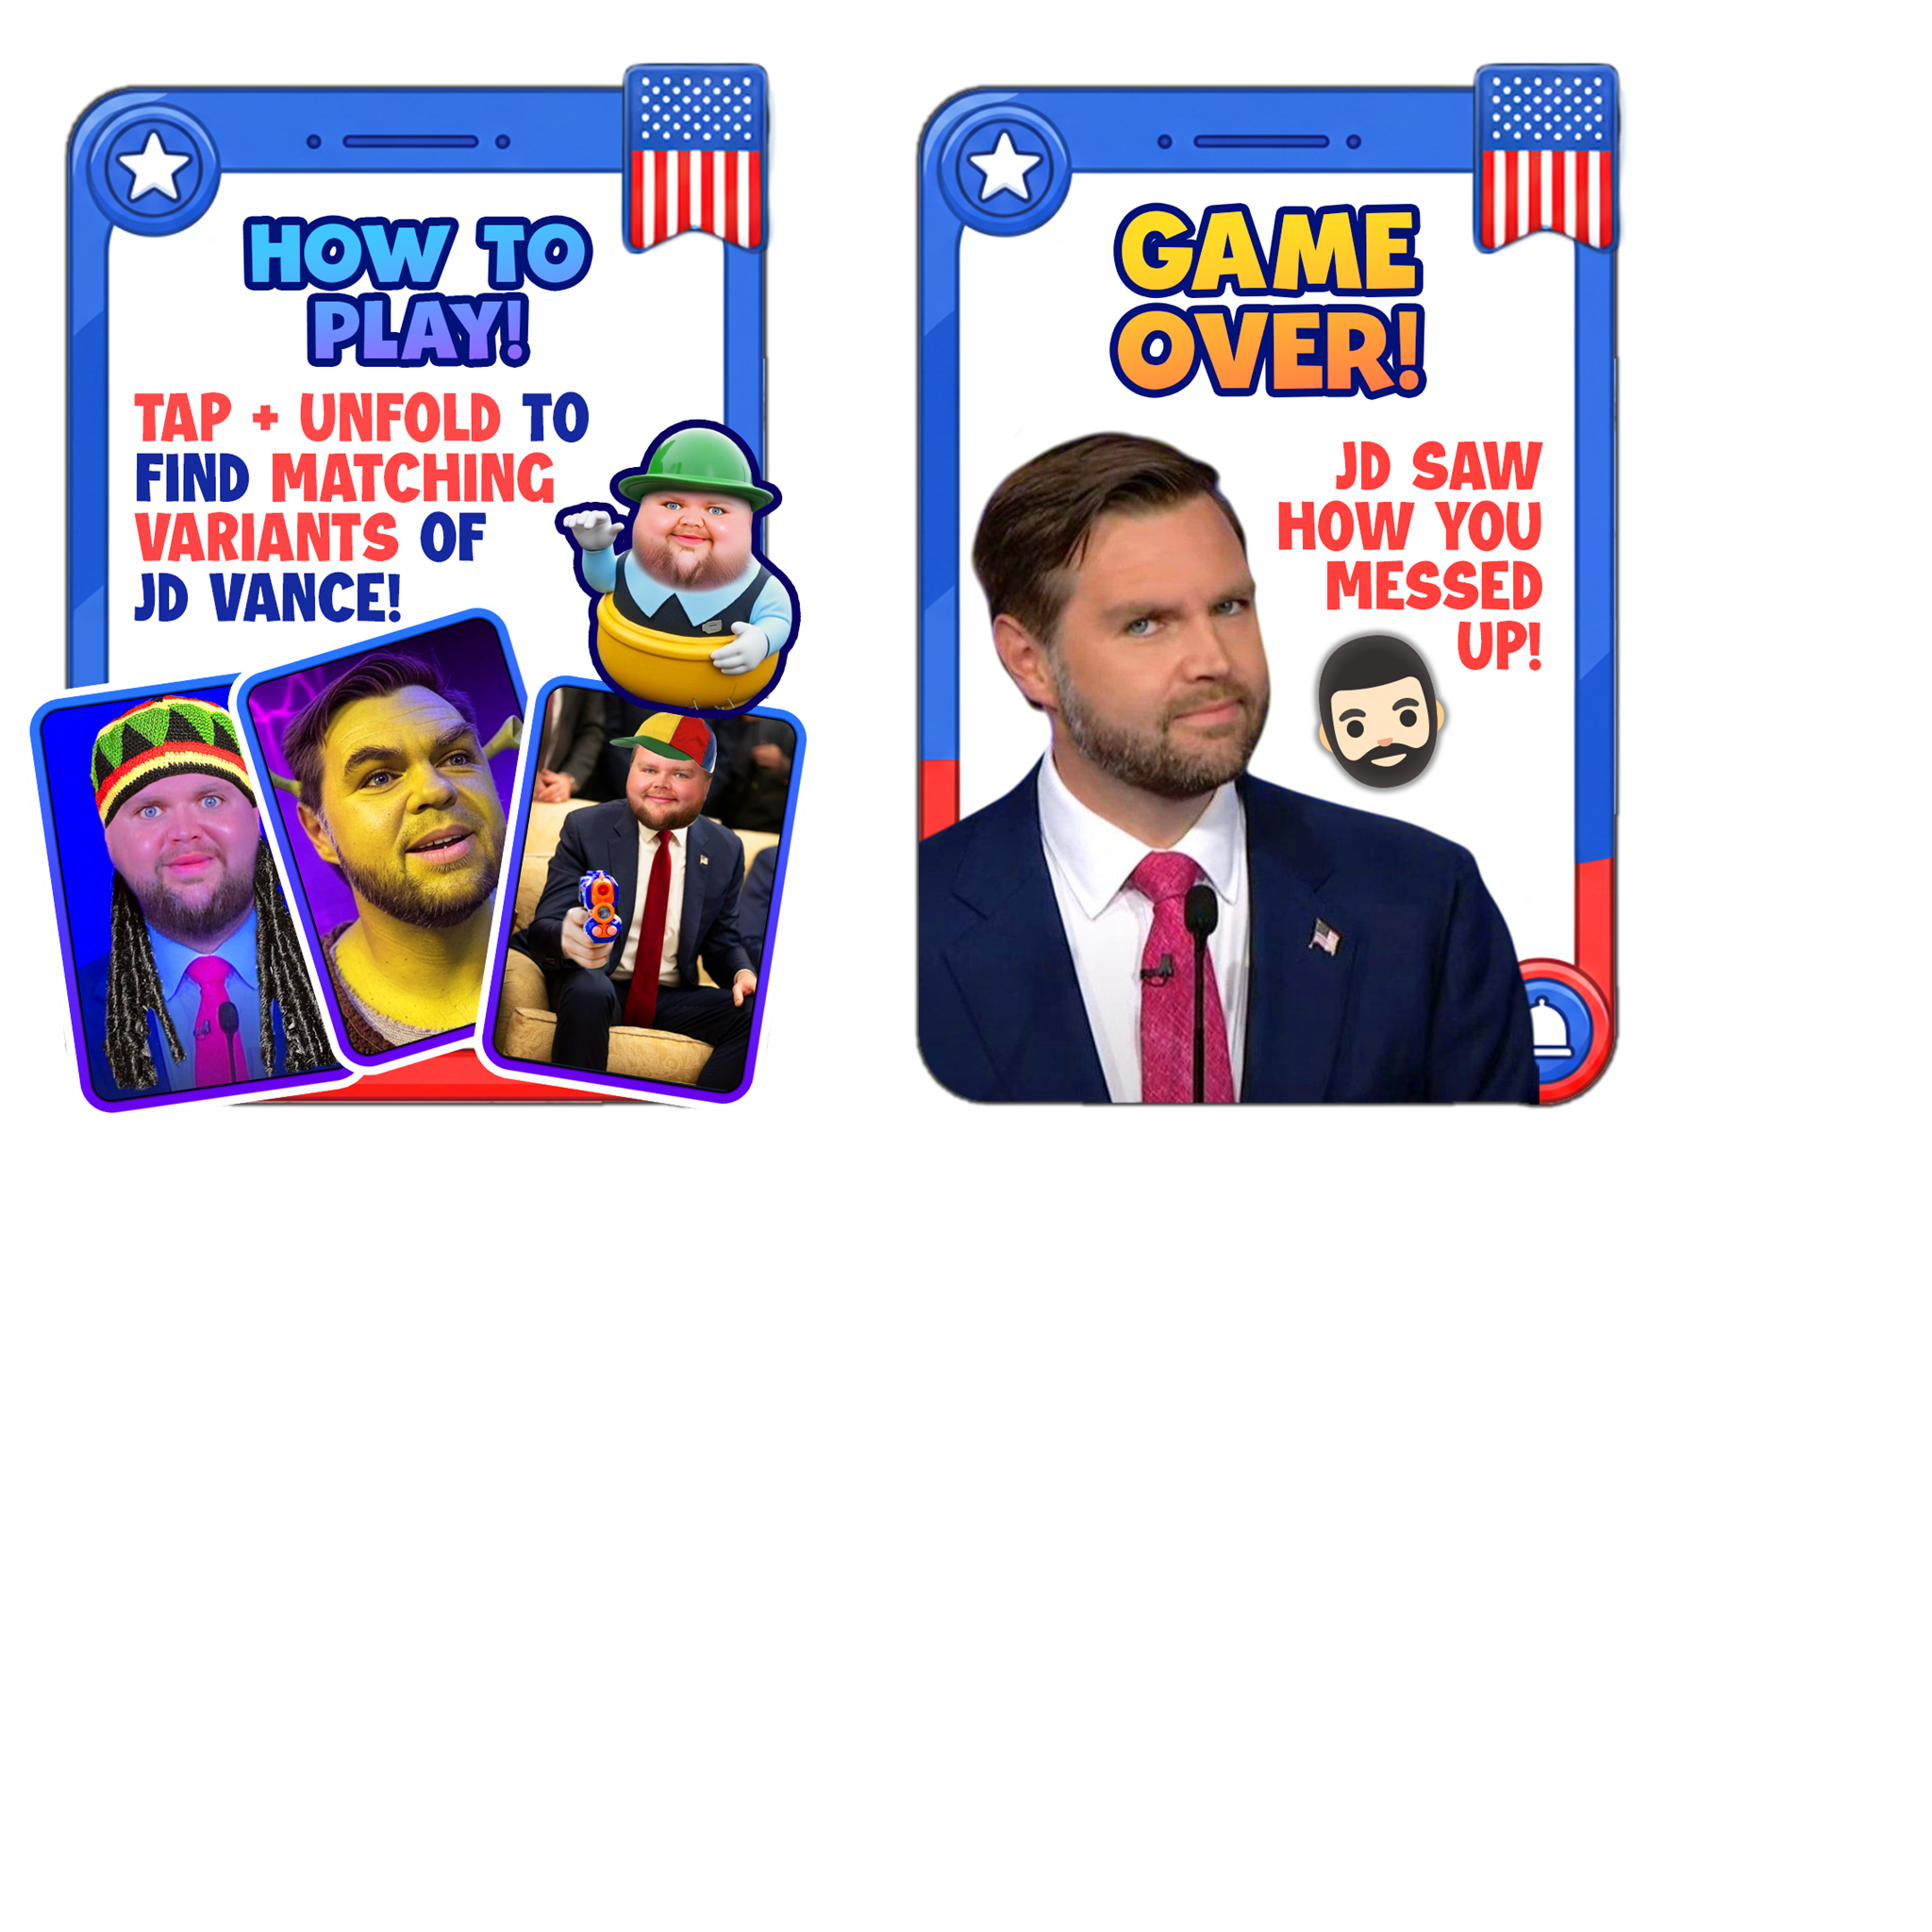 HOW TO
PLAY!
TAP + UNFOLD TO
FIND MATCHING
VARIANTS OF
JD VANCE!
GAME
OVER!
JD SAW
HOW YOU
MESSED
UP!